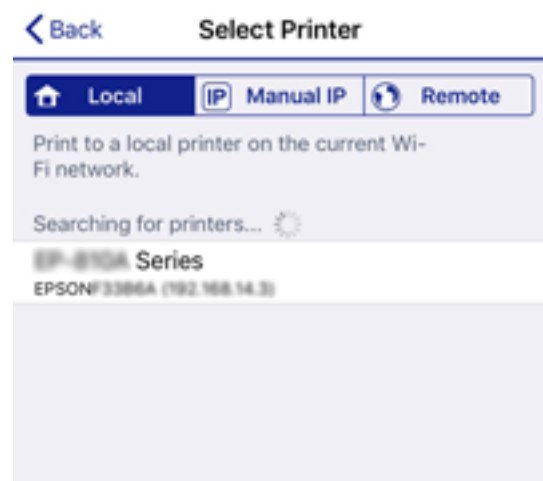 Back
Select Printer
Local
IP Manual IP
Remote
Print to a local printer on the current Wi-
Fi network.
Searching for printers...
Series
EPSON